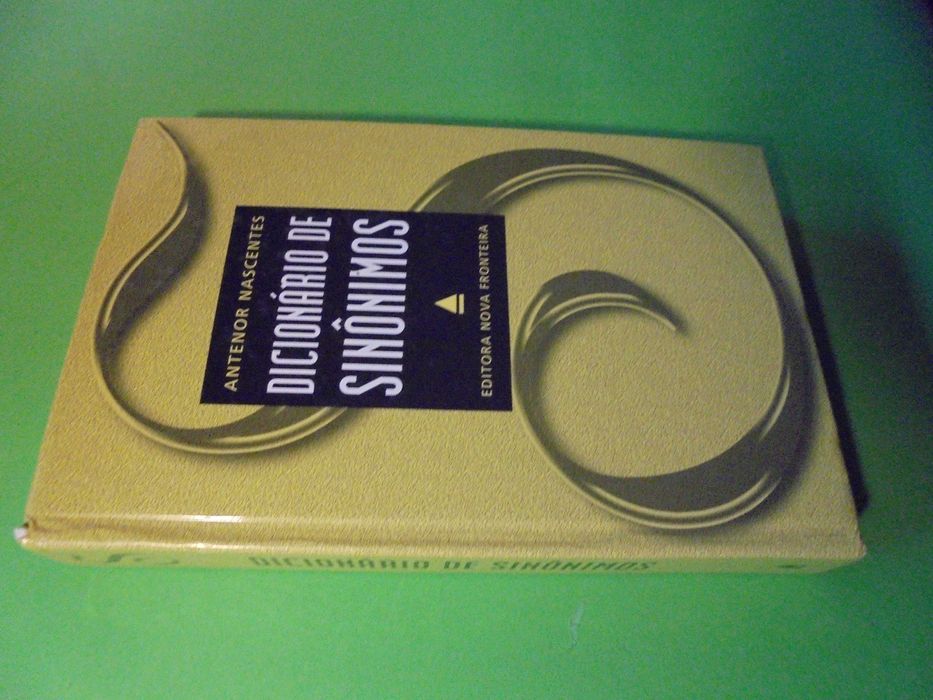 ANTENOR NASCENTES
DICIONÁRIO DE
SINÔNIMOS
EDITORA NOVA FRONTEIRA
DICIONÁRIO DE SINÔNIMOS